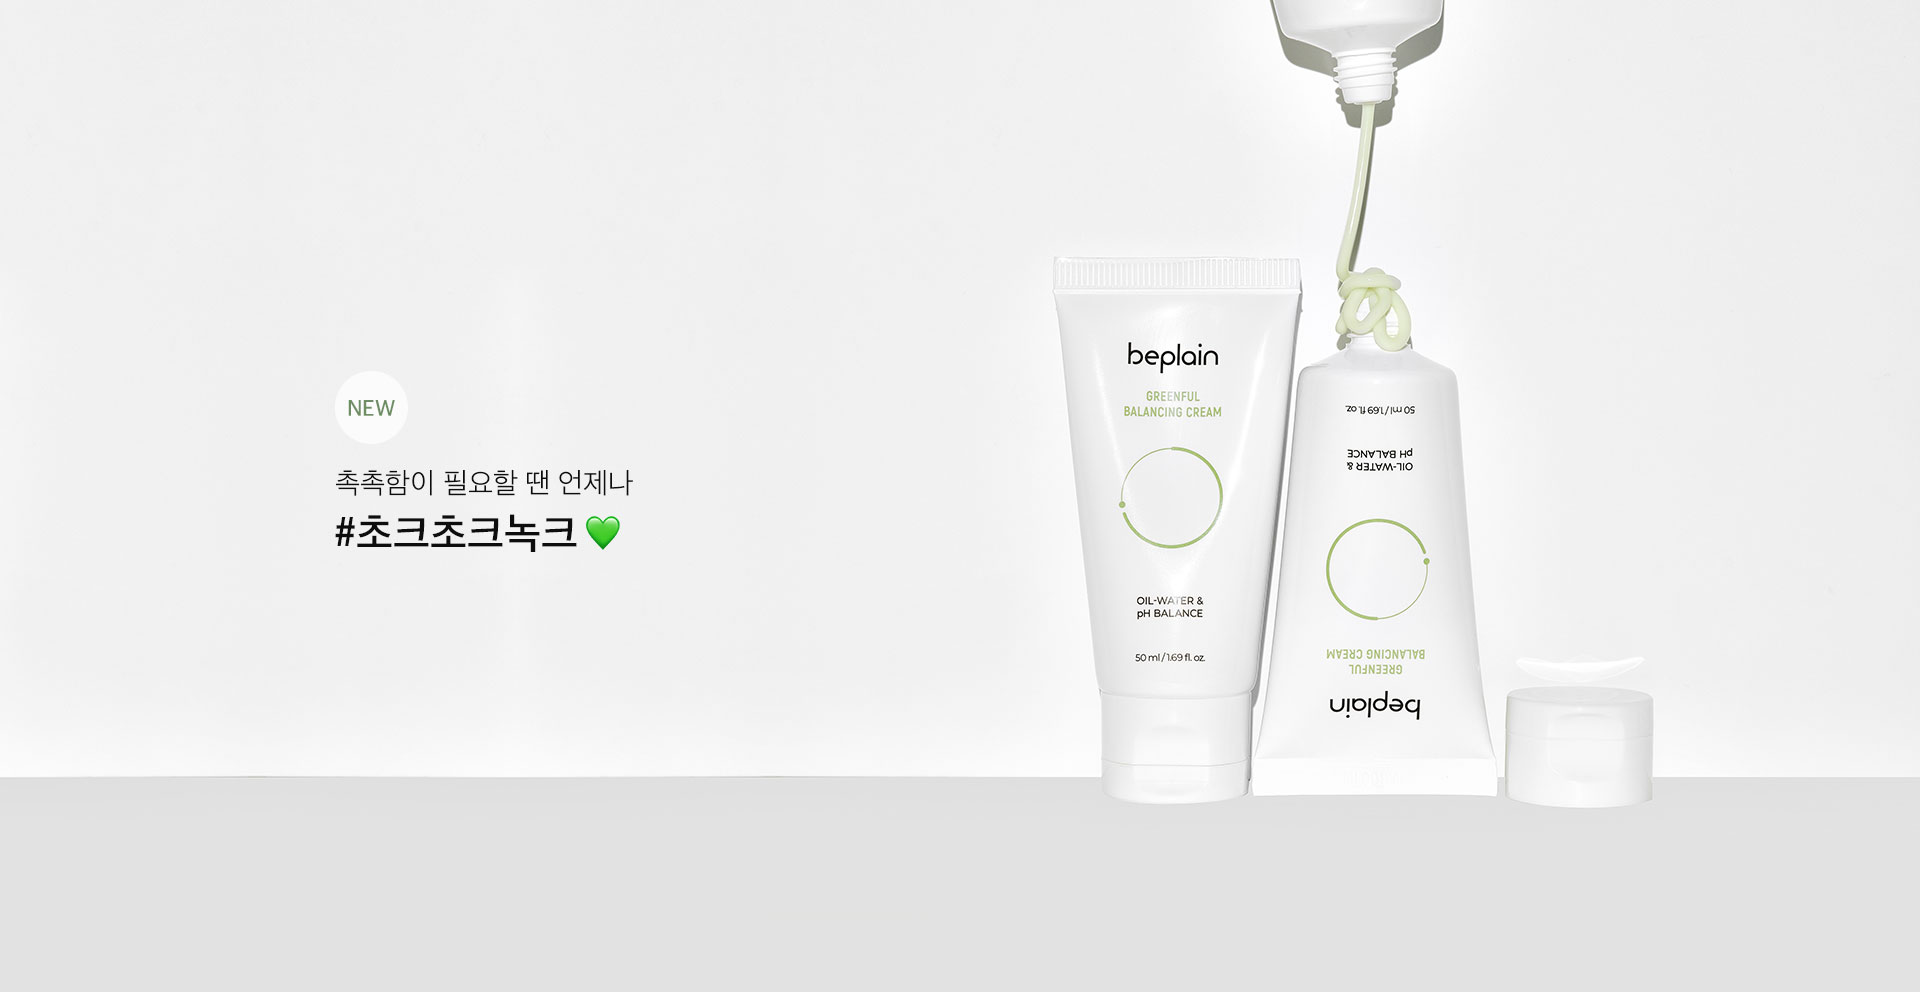 NEW
촉촉함이 필요할 땐 언제나
#초크초크녹크💚
beplain
GREENFUL
BALANCING CREAM
OIL-WATER &
pH BALANCE
50 ml / 1.69 fl. oz.
beplain
GREENFUL
BALANCING CREAM
OIL-WATER &
pH BALANCE
50 ml / 1.69 fl. oz.